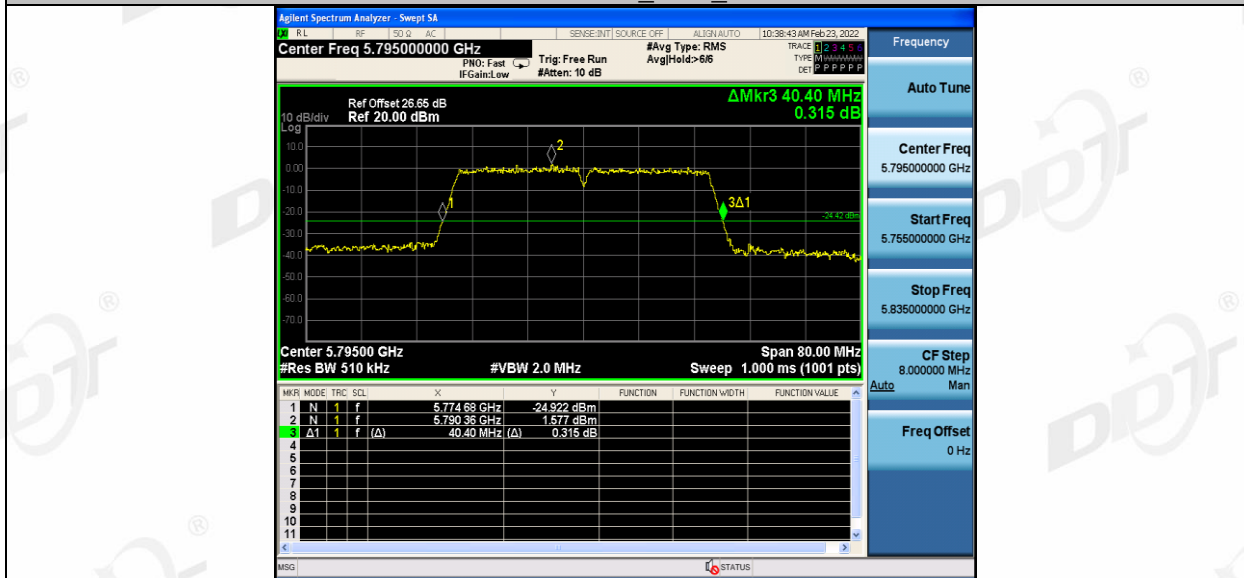 Agilent Spectrum Analyzer - Swept SA
RL RF 50 Ω AC SENSE:INT SOURCE OFF ALIGN AUTO 10:38:43 AM Feb 23, 2022
Center Freq 5.795000000 GHz
PNO: Fast
IFGain:Low
Trig: Free Run
#Atten: 10 dB
#Avg Type: RMS
Avg|Hold:>6/6
TRACE 1 2 3 4 5 6
TYPE M
DET P P P P P P
Frequency
ΔMkr3 40.40 MHz
0.315 dB
Ref Offset 26.65 dB
10 dB/div Ref 20.00 dBm
Log
10.0
0.00
-10.0
-20.0
-30.0
-40.0
-50.0
-60.0
-70.0
2
1
3Δ1
-24.42 dBm
Center 5.79500 GHz Span 80.00 MHz
#Res BW 510 kHz #VBW 2.0 MHz Sweep 1.000 ms (1001 pts)
MKR MODE TRC SCL X Y FUNCTION FUNCTION WIDTH FUNCTION VALUE
1 N 1 f 5.774 68 GHz -24.922 dBm
2 N 1 f 5.790 36 GHz 1.577 dBm
3 Δ1 1 f (Δ) 40.40 MHz (Δ) 0.315 dB
4
5
6
7
8
9
10
11
MSG STATUS
Auto Tune
Center Freq
5.795000000 GHz
Start Freq
5.755000000 GHz
Stop Freq
5.835000000 GHz
CF Step
8.000000 MHz
Auto Man
Freq Offset
0 Hz
DDT ®